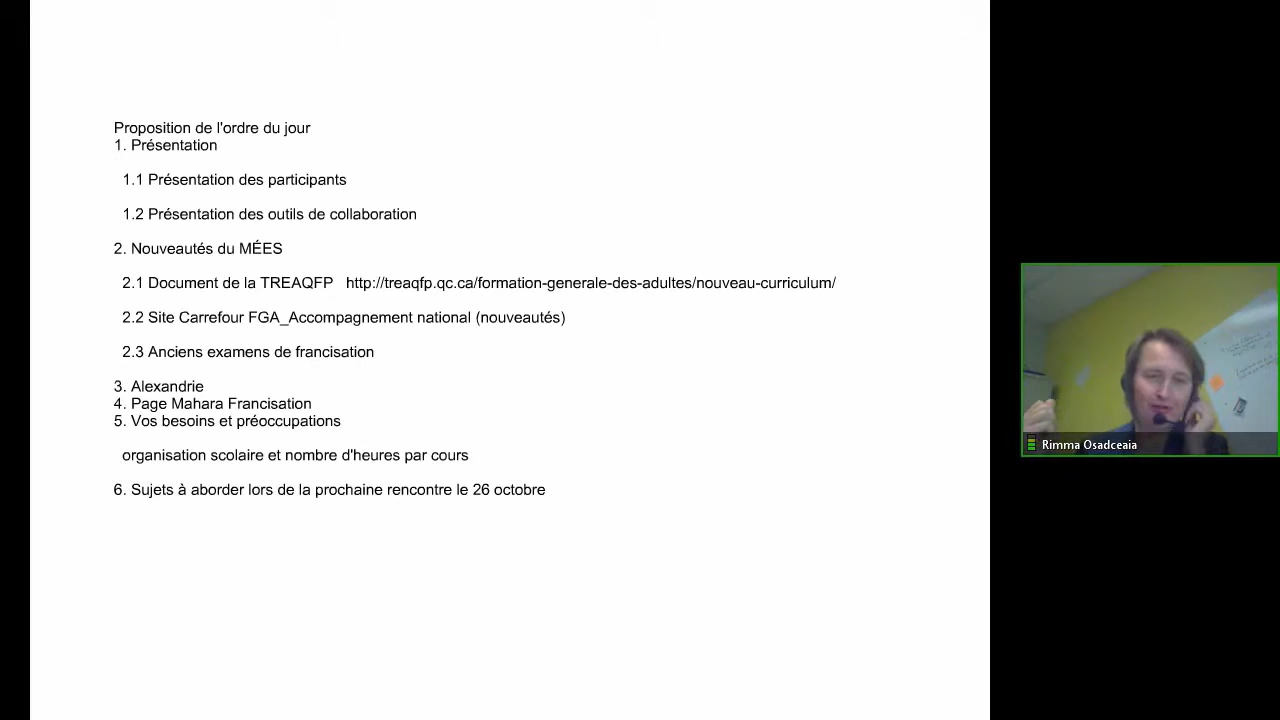 Proposition de l'ordre du jour
1. Présentation
1.1 Présentation des participants
1.2 Présentation des outils de collaboration
2. Nouveautés du MÉES
2.1 Document de la TREAQFP http://treaqfp.qc.ca/formation-generale-des-adultes/nouveau-curriculum/
2.2 Site Carrefour FGA_Accompagnement national (nouveautés)
2.3 Anciens examens de francisation
3. Alexandrie
4. Page Mahara Francisation
5. Vos besoins et préoccupations
organisation scolaire et nombre d'heures par cours
6. Sujets à aborder lors de la prochaine rencontre le 26 octobre
Rimma Osadceaia